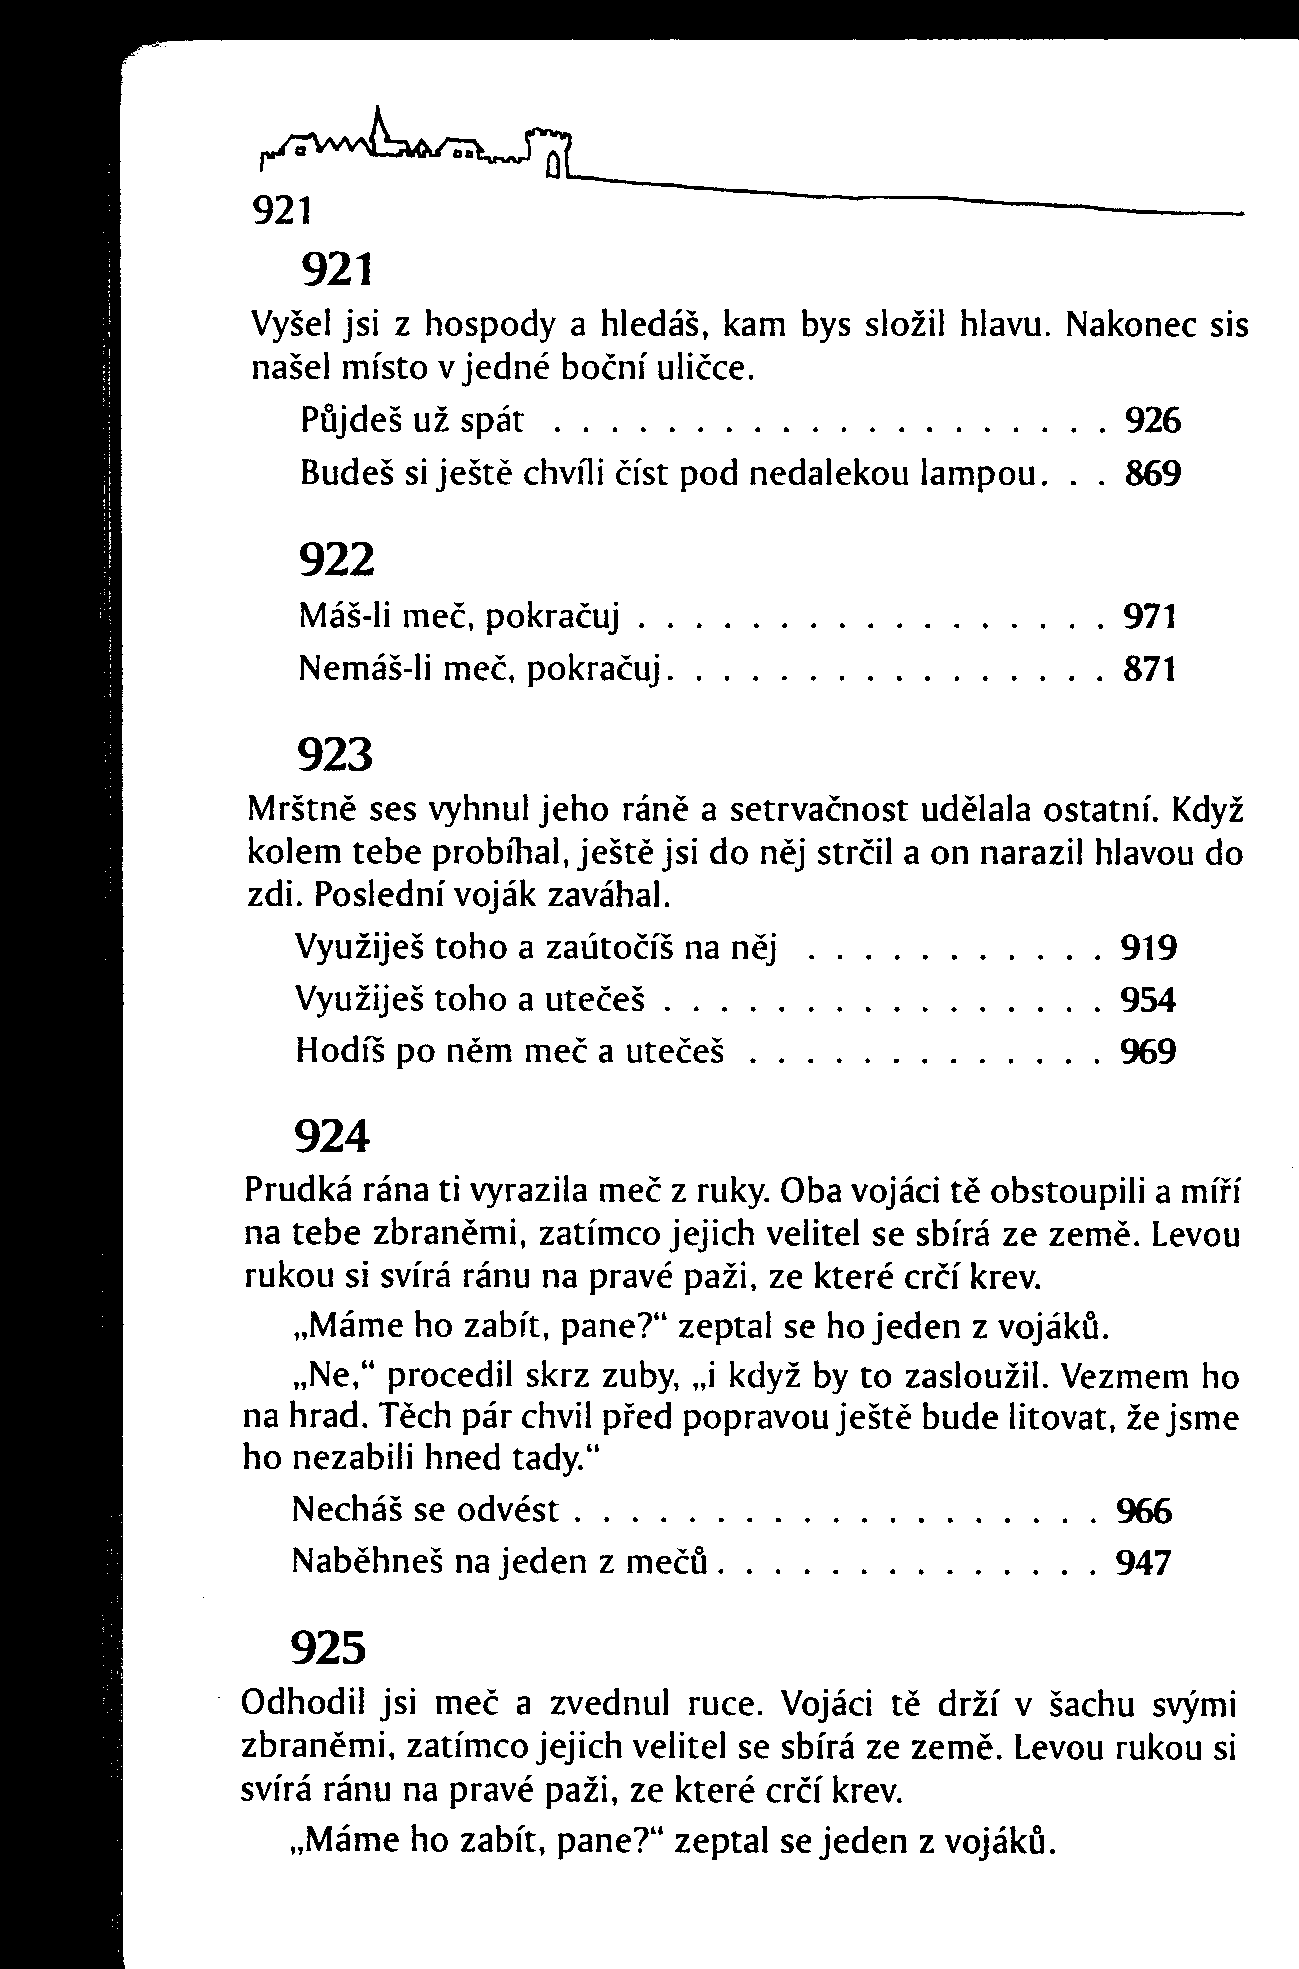 921
921
Vyšel jsi z hospody a hledáš, kam bys složil hlavu. Nakonec sis
našel místo v jedné boční uličce.
Půjdeš už spát . . . . . . . . . . . . . . . . . . . . 926
Budeš si ještě chvíli číst pod nedalekou lampou. . . 869
922
Máš-li meč, pokračuj . . . . . . . . . . . . . . . . . 971
Nemáš-li meč, pokračuj. . . . . . . . . . . . . . . . 871
923
Mrštně ses vyhnul jeho ráně a setrvačnost udělala ostatní. Když
kolem tebe probíhal, ještě jsi do něj strčil a on narazil hlavou do
zdi. Poslední voják zaváhal.
Využiješ toho a zaútočíš na něj . . . . . . . . . . . 919
Využiješ toho a utečeš . . . . . . . . . . . . . . . . 954
Hodíš po něm meč a utečeš . . . . . . . . . . . . . 969
924
Prudká rána ti vyrazila meč z ruky. Oba vojáci tě obstoupili a míří
na tebe zbraněmi, zatímco jejich velitel se sbírá ze země. Levou
rukou si svírá ránu na pravé paži, ze které crčí krev.
„Máme ho zabít, pane?“ zeptal se ho jeden z vojáků.
„Ne,“ procedil skrz zuby, „i když by to zasloužil. Vezmem ho
na hrad. Těch pár chvil před popravou ještě bude litovat, že jsme
ho nezabili hned tady.“
Necháš se odvést . . . . . . . . . . . . . . . . . . . 966
Naběhneš na jeden z mečů. . . . . . . . . . . . . . 947
925
Odhodil jsi meč a zvednul ruce. Vojáci tě drží v šachu svými
zbraněmi, zatímco jejich velitel se sbírá ze země. Levou rukou si
svírá ránu na pravé paži, ze které crčí krev.
„Máme ho zabít, pane?“ zeptal se jeden z vojáků.